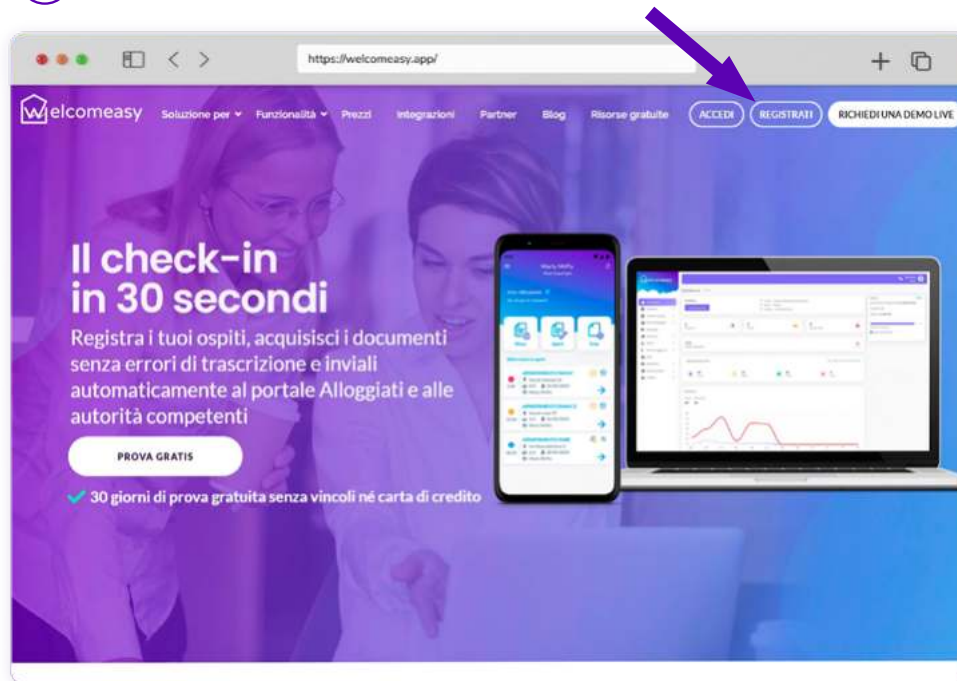 https://welcomeasy.app/
Welcomeasy Soluzione per Funzionalità Prezzi Integrazioni Partner Blog Risorse gratuite ACCEDI REGISTRATI RICHIEDI UNA DEMO LIVE
Il check-in
in 30 secondi
Registra i tuoi ospiti, acquisisci i documenti
senza errori di trascrizione e inviali
automaticamente al portale Alloggiati e alle
autorità competenti
PROVA GRATIS
30 giorni di prova gratuita senza vincoli né carta di credito